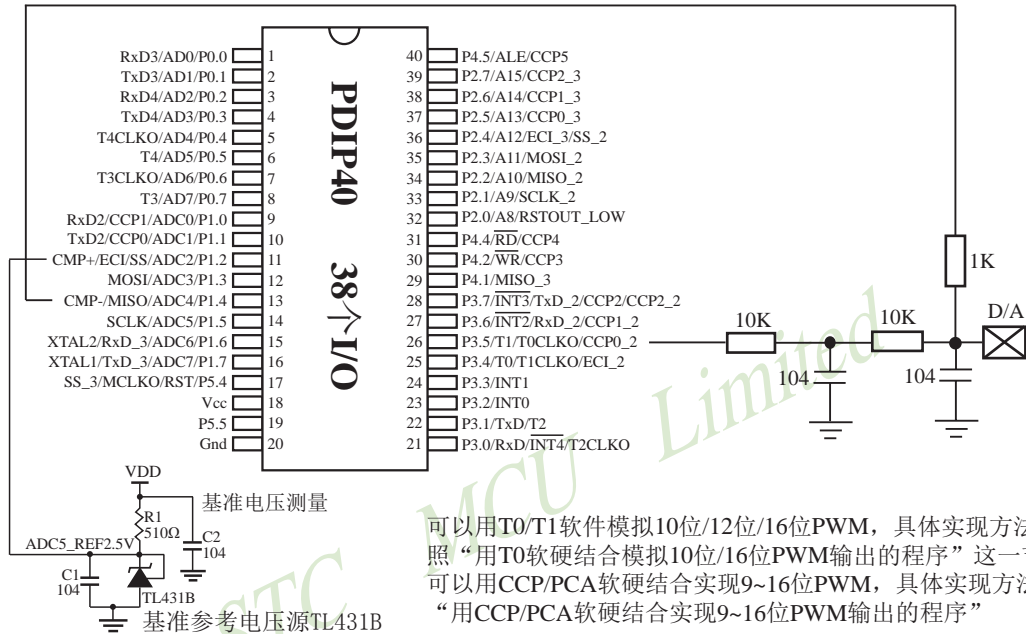 RxD3/AD0/P0.0 1
TxD3/AD1/P0.1 2
RxD4/AD2/P0.2 3
TxD4/AD3/P0.3 4
T4CLKO/AD4/P0.4 5
T4/AD5/P0.5 6
T3CLKO/AD6/P0.6 7
T3/AD7/P0.7 8
RxD2/CCP1/ADC0/P1.0 9
TxD2/CCP0/ADC1/P1.1 10
CMP+/ECI/SS/ADC2/P1.2 11
MOSI/ADC3/P1.3 12
CMP-/MISO/ADC4/P1.4 13
SCLK/ADC5/P1.5 14
XTAL2/RxD_3/ADC6/P1.6 15
XTAL1/TxD_3/ADC7/P1.7 16
SS_3/MCLKO/RST/P5.4 17
Vcc 18
P5.5 19
Gnd 20
PDIP40 38个I/O
40 P4.5/ALE/CCP5
39 P2.7/A15/CCP2_3
38 P2.6/A14/CCP1_3
37 P2.5/A13/CCP0_3
36 P2.4/A12/ECI_3/SS_2
35 P2.3/A11/MOSI_2
34 P2.2/A10/MISO_2
33 P2.1/A9/SCLK_2
32 P2.0/A8/RSTOUT_LOW
31 P4.4/RD/CCP4
30 P4.2/WR/CCP3
29 P4.1/MISO_3
28 P3.7/INT3/TxD_2/CCP2/CCP2_2
27 P3.6/INT2/RxD_2/CCP1_2
26 P3.5/T1/T0CLKO/CCP0_2
25 P3.4/T0/T1CLKO/ECI_2
24 P3.3/INT1
23 P3.2/INT0
22 P3.1/TxD/T2
21 P3.0/RxD/INT4/T2CLKO
1K
10K
10K
D/A
104
104
VDD
基准电压测量
R1
510Ω
C2
104
ADC5_REF2.5V
C1
104
TL431B
基准参考电压源TL431B
STC MCU Limited
可以用T0/T1软件模拟10位/12位/16位PWM，具体实现方法
照“用T0软硬结合模拟10位/16位PWM输出的程序”这一
可以用CCP/PCA软硬结合实现9~16位PWM，具体实现方法
“用CCP/PCA软硬结合实现9~16位PWM输出的程序”